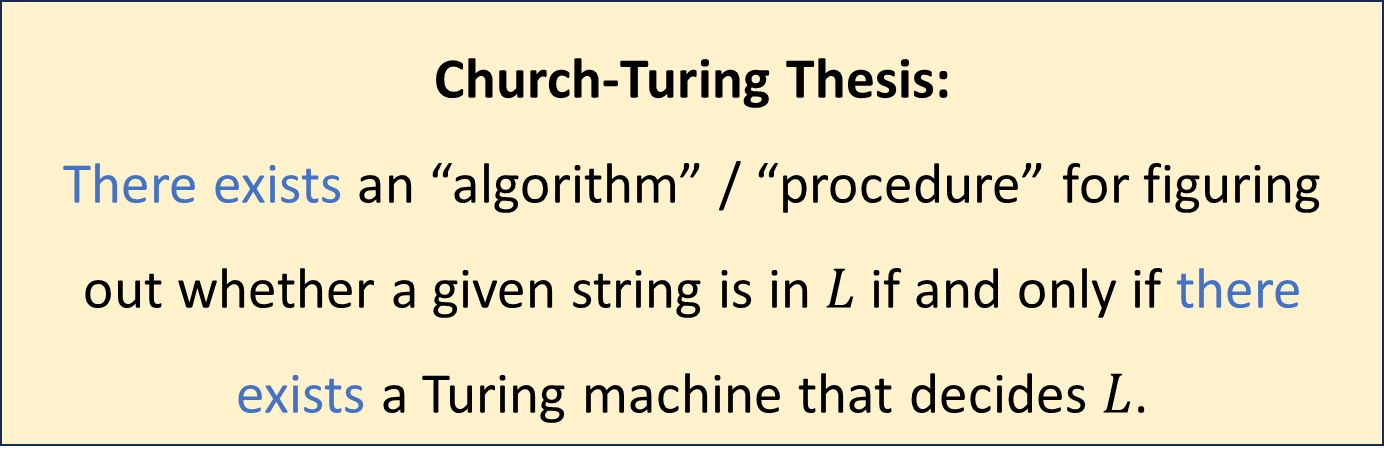 Church-Turing Thesis:
There exists an “algorithm” / “procedure” for figuring
out whether a given string is in 𝐿 if and only if there
exists a Turing machine that decides 𝐿.